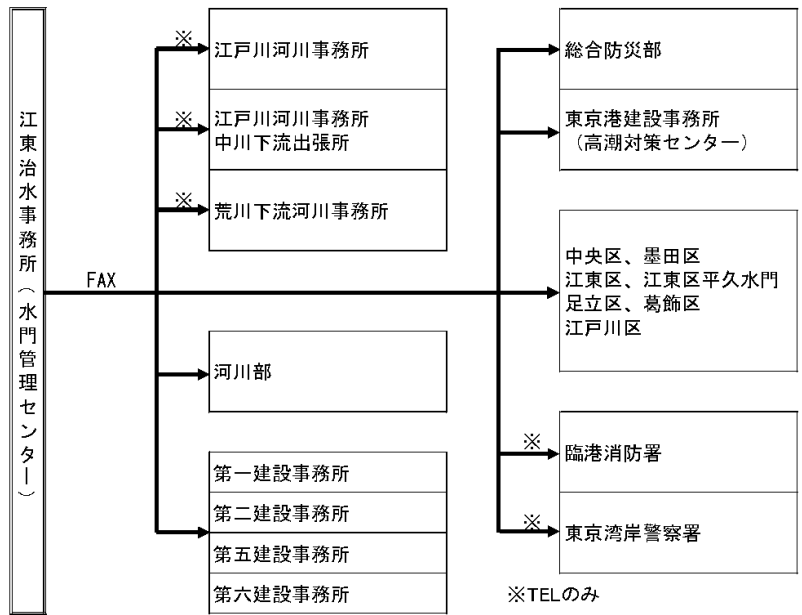 江東治水事務所（水門管理センター）
FAX
※
江戸川河川事務所
※
江戸川河川事務所
中川下流出張所
※
荒川下流河川事務所
河川部
第一建設事務所
第二建設事務所
第五建設事務所
第六建設事務所
総合防災部
東京港建設事務所
（高潮対策センター）
中央区、墨田区
江東区、江東区平久水門
足立区、葛飾区
江戸川区
※
臨港消防署
※
東京湾岸警察署
※TELのみ